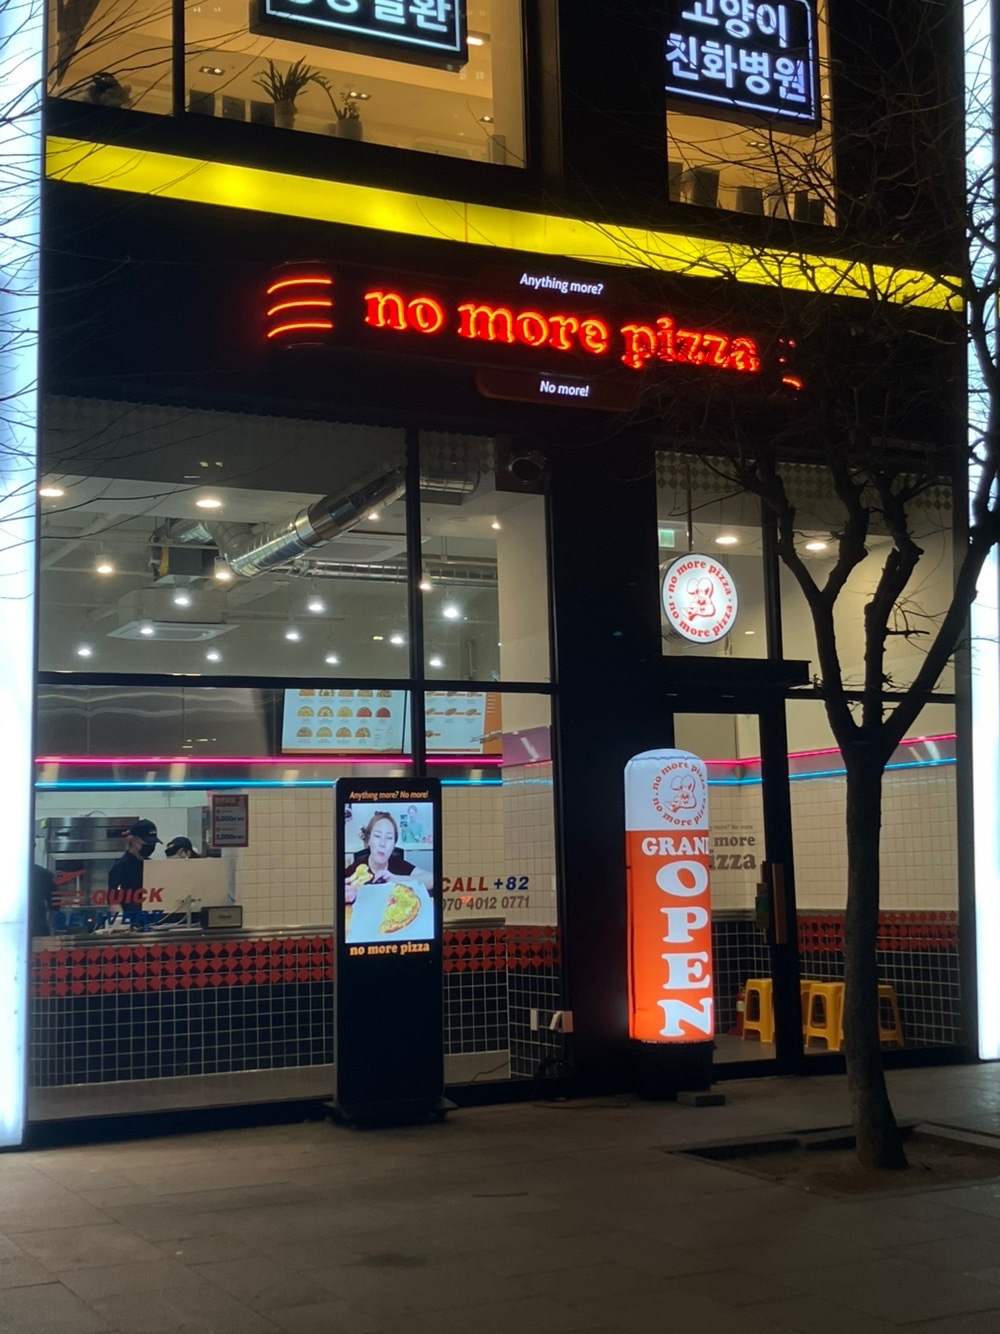 고양이
친화병원
Anything more?
no more pizza
No more!
no more pizza
no more pizza
Anything more? No more!
no more pizza
no more pizza
no more pizza
GRAND
OPEN
more
pizza
QUICK
DELIVERY
CALL +82
070 4012 0771